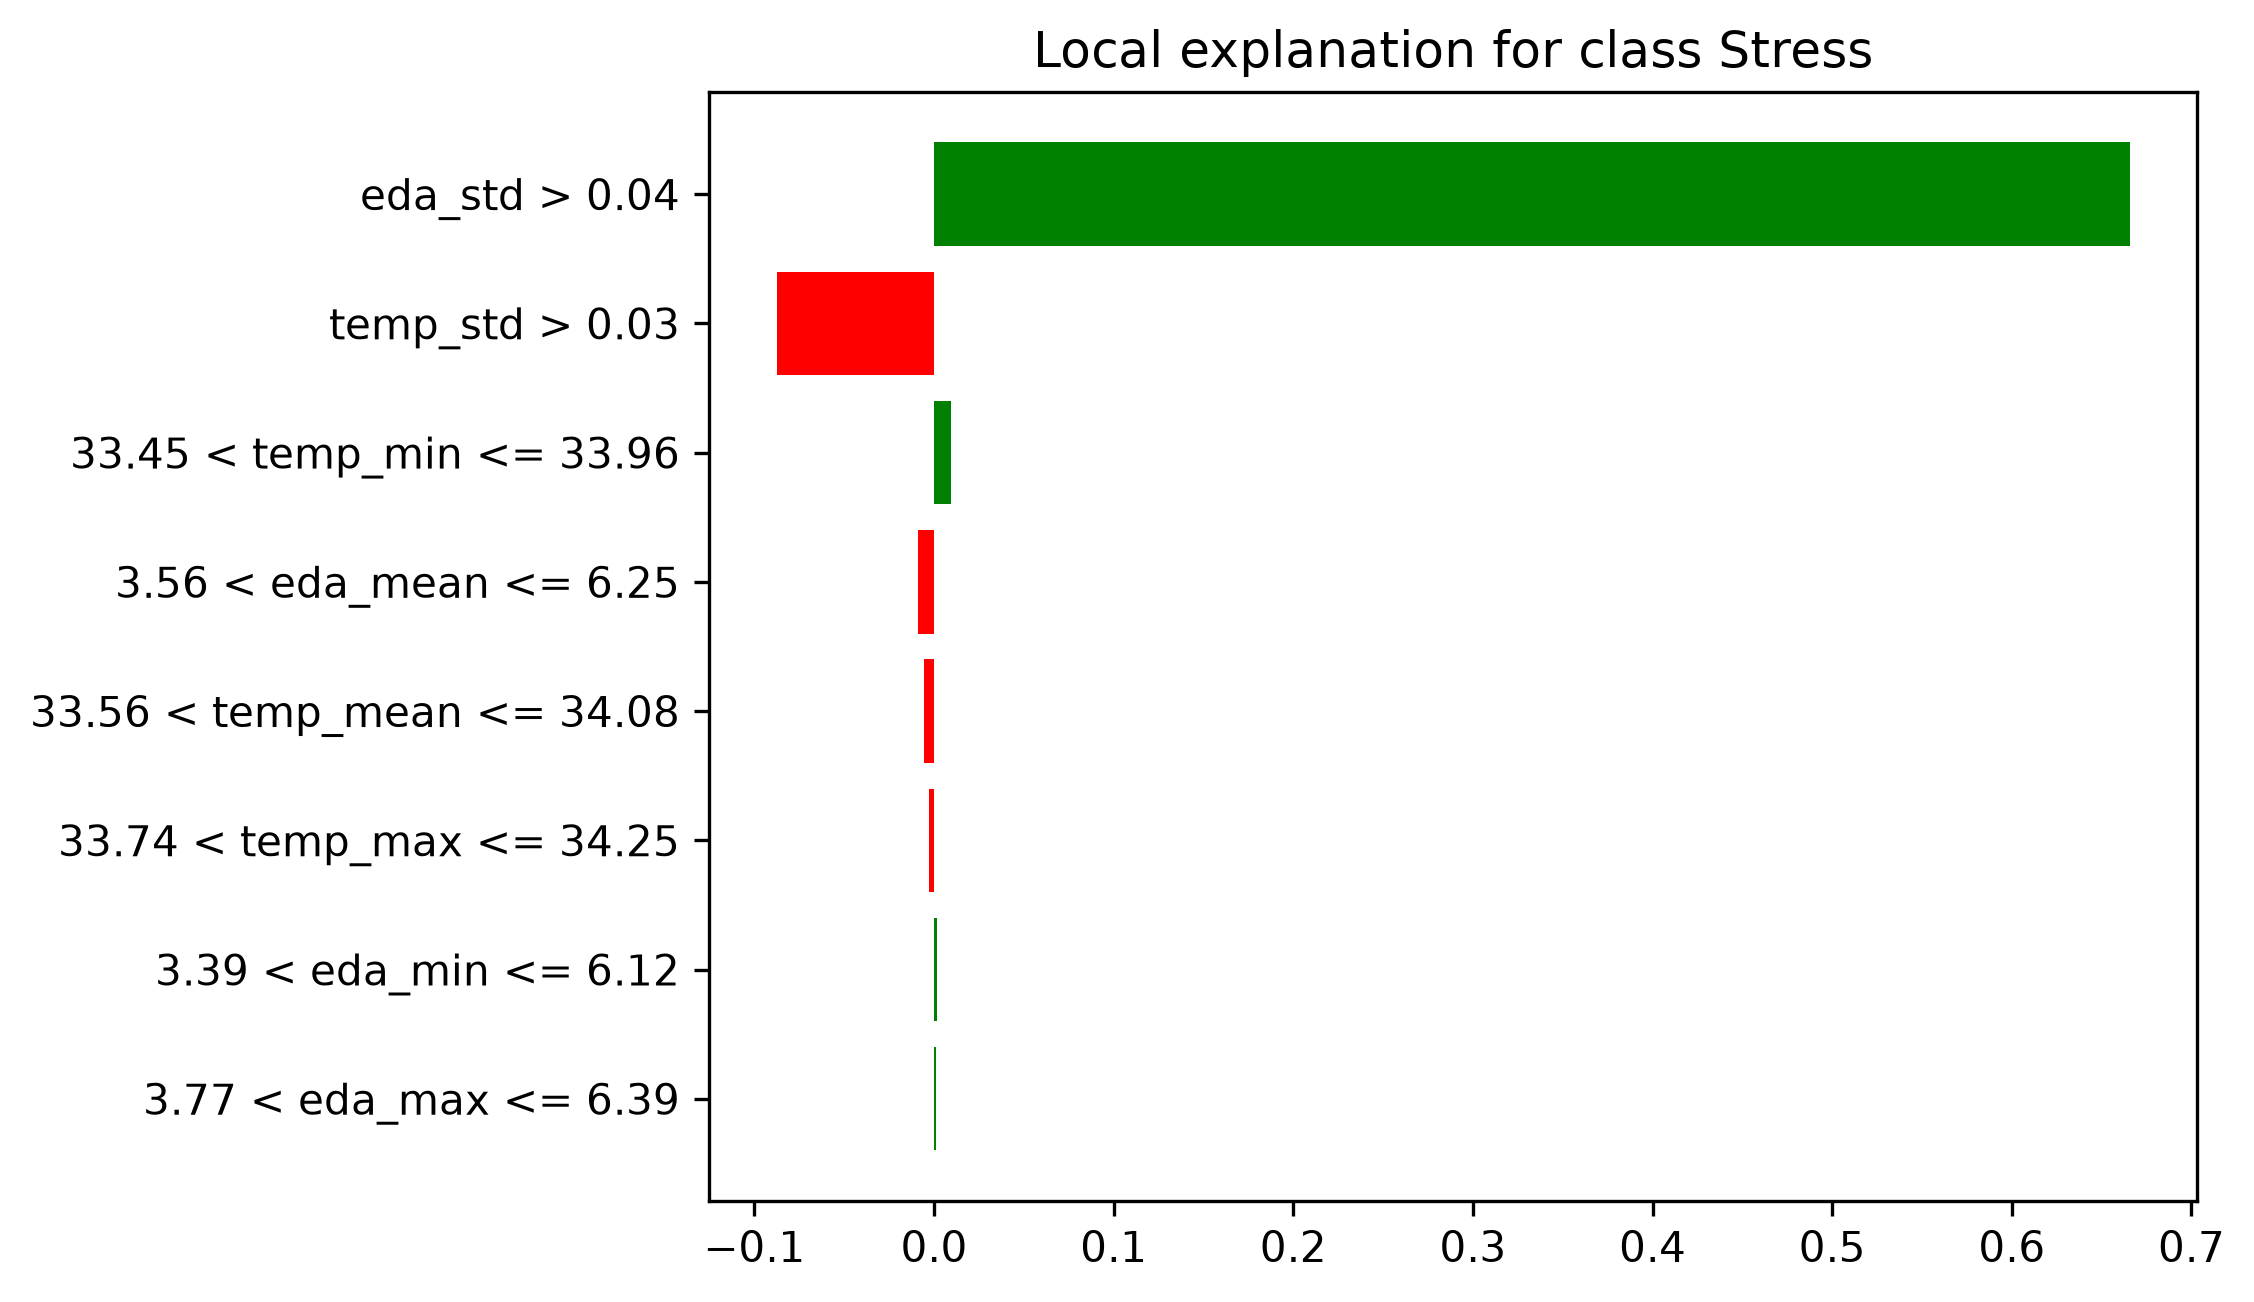 Local explanation for class Stress
eda_std > 0.04
temp_std > 0.03
33.45 < temp_min <= 33.96
3.56 < eda_mean <= 6.25
33.56 < temp_mean <= 34.08
33.74 < temp_max <= 34.25
3.39 < eda_min <= 6.12
3.77 < eda_max <= 6.39
−0.1 0.0 0.1 0.2 0.3 0.4 0.5 0.6 0.7